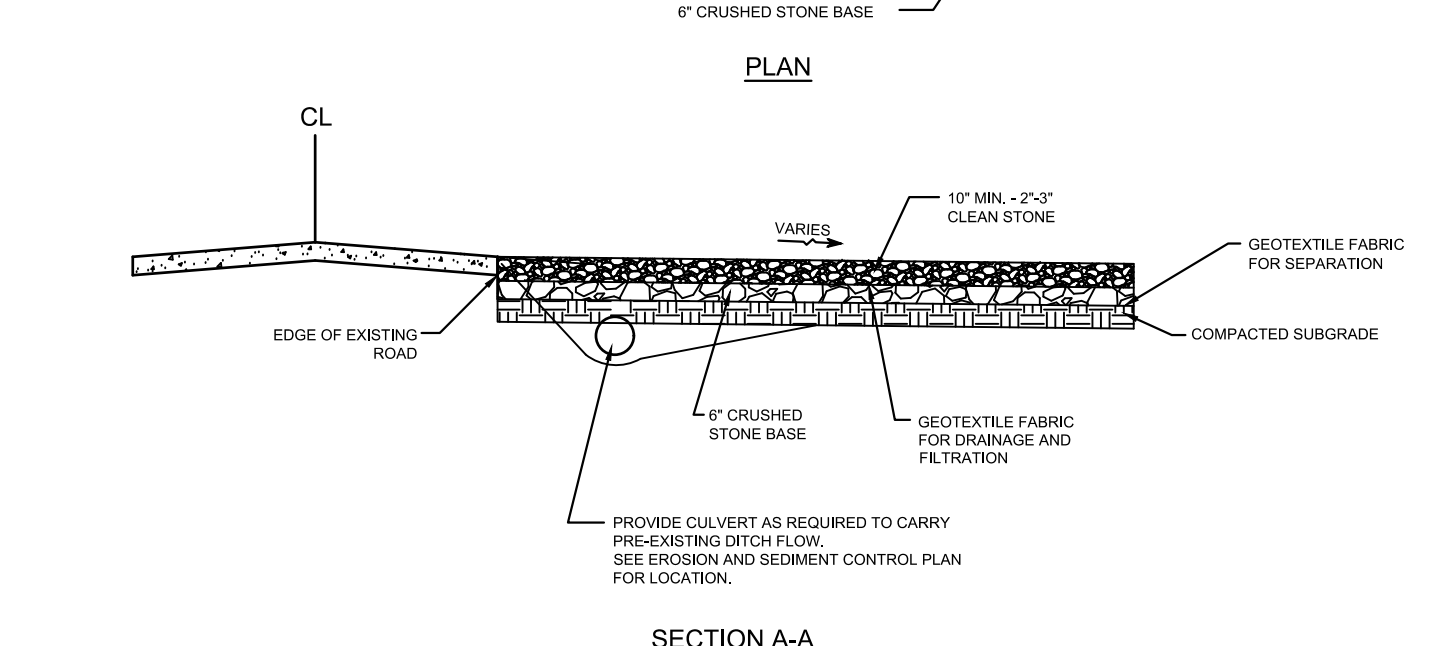 6" CRUSHED STONE BASE
PLAN
CL
10" MIN. - 2"-3"
CLEAN STONE
VARIES
GEOTEXTILE FABRIC
FOR SEPARATION
EDGE OF EXISTING
ROAD
COMPACTED SUBGRADE
6" CRUSHED
STONE BASE
GEOTEXTILE FABRIC
FOR DRAINAGE AND
FILTRATION
PROVIDE CULVERT AS REQUIRED TO CARRY
PRE-EXISTING DITCH FLOW.
SEE EROSION AND SEDIMENT CONTROL PLAN
FOR LOCATION.
SECTION A-A